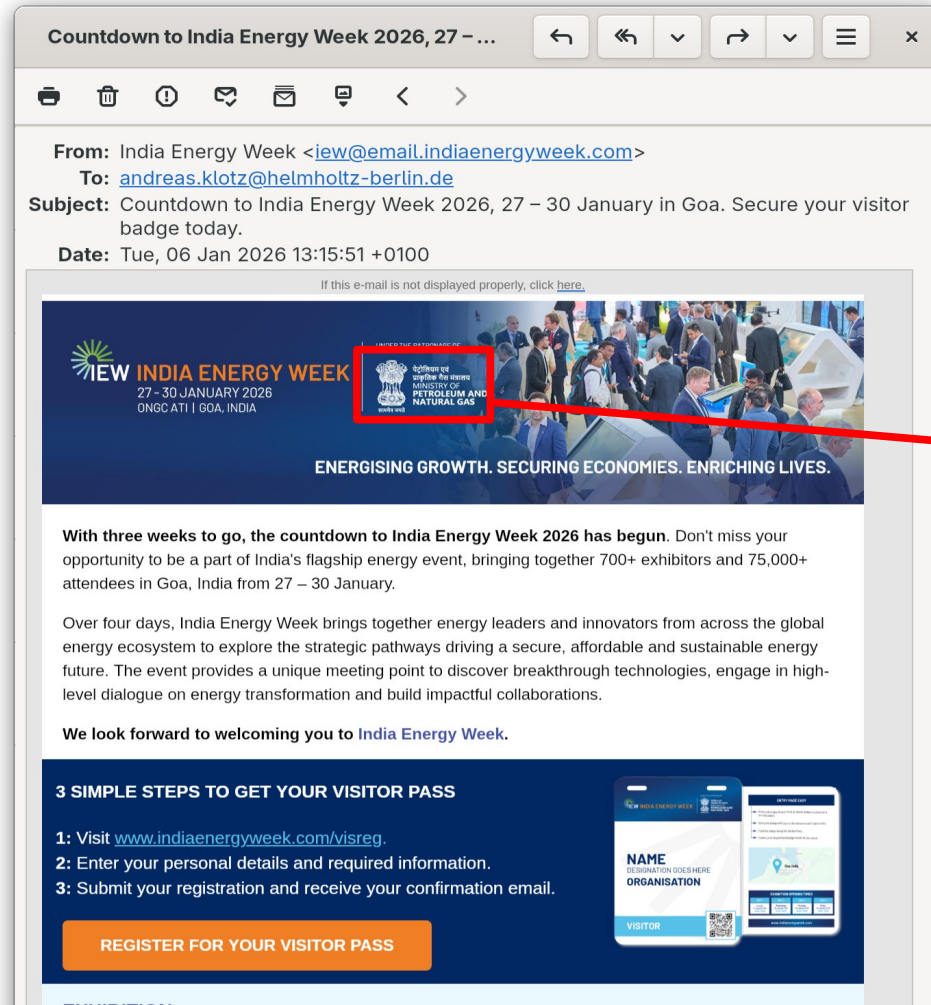 Countdown to India Energy Week 2026, 27 – ...
From: India Energy Week <iew@email.indiaenergyweek.com>
To: andreas.klotz@helmholtz-berlin.de
Subject: Countdown to India Energy Week 2026, 27 – 30 January in Goa. Secure your visitor
badge today.
Date: Tue, 06 Jan 2026 13:15:51 +0100
If this e-mail is not displayed properly, click here.
UNDER THE PATRONAGE OF
IEW INDIA ENERGY WEEK
27 - 30 JANUARY 2026
ONGC ATI | GOA, INDIA
पेट्रोलियम एवं
प्राकृतिक गैस मंत्रालय
MINISTRY OF
PETROLEUM AND
NATURAL GAS
सत्यमेव जयते
ENERGISING GROWTH. SECURING ECONOMIES. ENRICHING LIVES.
With three weeks to go, the countdown to India Energy Week 2026 has begun. Don't miss your
opportunity to be a part of India's flagship energy event, bringing together 700+ exhibitors and 75,000+
attendees in Goa, India from 27 – 30 January.
Over four days, India Energy Week brings together energy leaders and innovators from across the global
energy ecosystem to explore the strategic pathways driving a secure, affordable and sustainable energy
future. The event provides a unique meeting point to discover breakthrough technologies, engage in high-
level dialogue on energy transformation and build impactful collaborations.
We look forward to welcoming you to India Energy Week.
3 SIMPLE STEPS TO GET YOUR VISITOR PASS
1: Visit www.indiaenergyweek.com/visreg.
2: Enter your personal details and required information.
3: Submit your registration and receive your confirmation email.
REGISTER FOR YOUR VISITOR PASS
IEW INDIA ENERGY WEEK
NAME
DESIGNATION GOES HERE
ORGANISATION
VISITOR